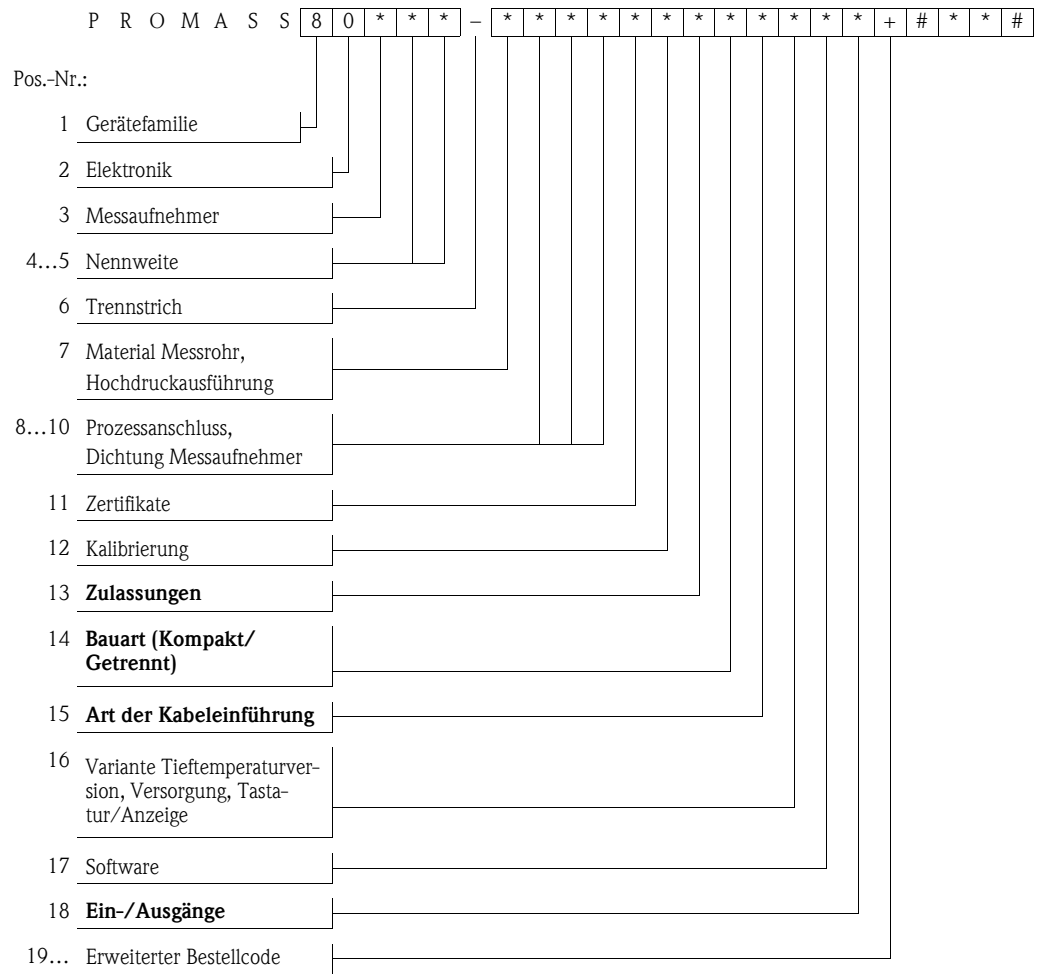 PROMASS 80***–************+#**#
Pos.-Nr.:
1 Gerätefamilie
2 Elektronik
3 Messaufnehmer
4...5 Nennweite
6 Trennstrich
7 Material Messrohr,
Hochdruckausführung
8...10 Prozessanschluss,
Dichtung Messaufnehmer
11 Zertifikate
12 Kalibrierung
13 Zulassungen
14 Bauart (Kompakt/
Getrennt)
15 Art der Kabeleinführung
16 Variante Tieftemperaturver-
sion, Versorgung, Tasta-
tur/Anzeige
17 Software
18 Ein-/Ausgänge
19... Erweiterter Bestellcode